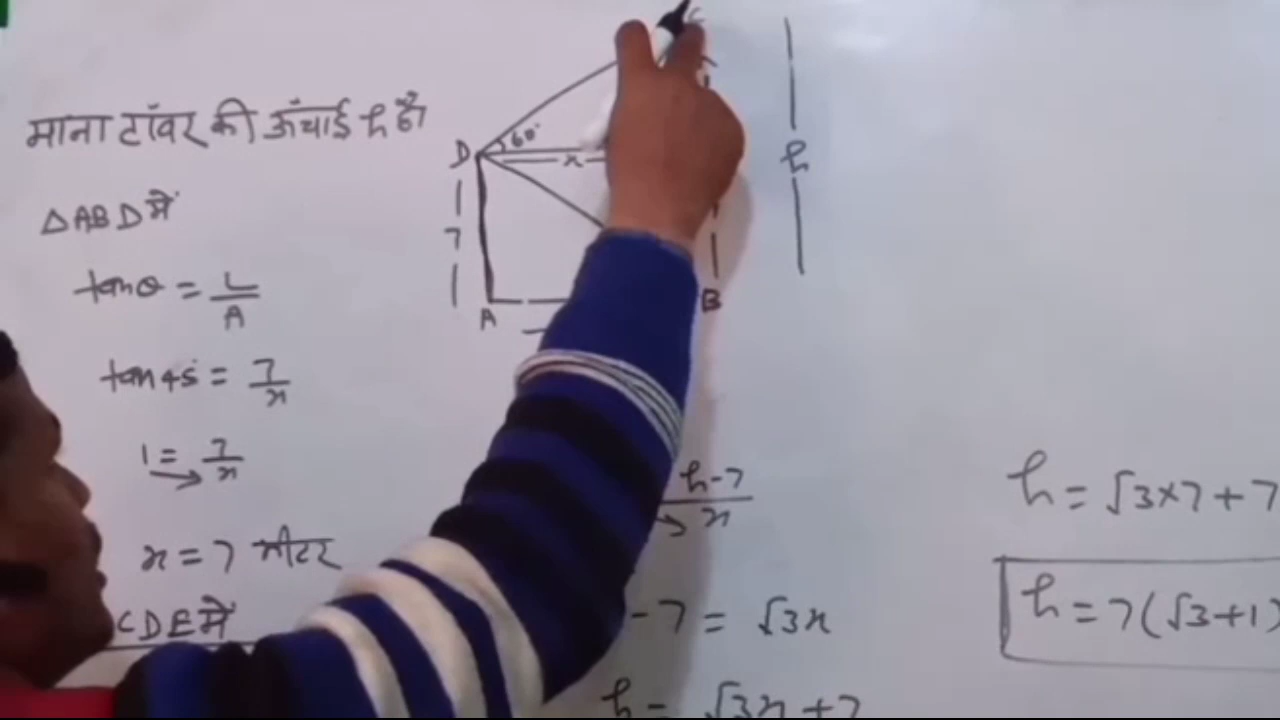 माना टॉवर की ऊंचाई h है
△ABD में
tanθ = L/A
tan45 = 7/x
1 = 7/x
x = 7 मीटर
CDE में
D
60°
x
7
A
B
h
h-7/x
-7 = √3x
h = √3x+7
h = √3×7+7
h = 7(√3+1)